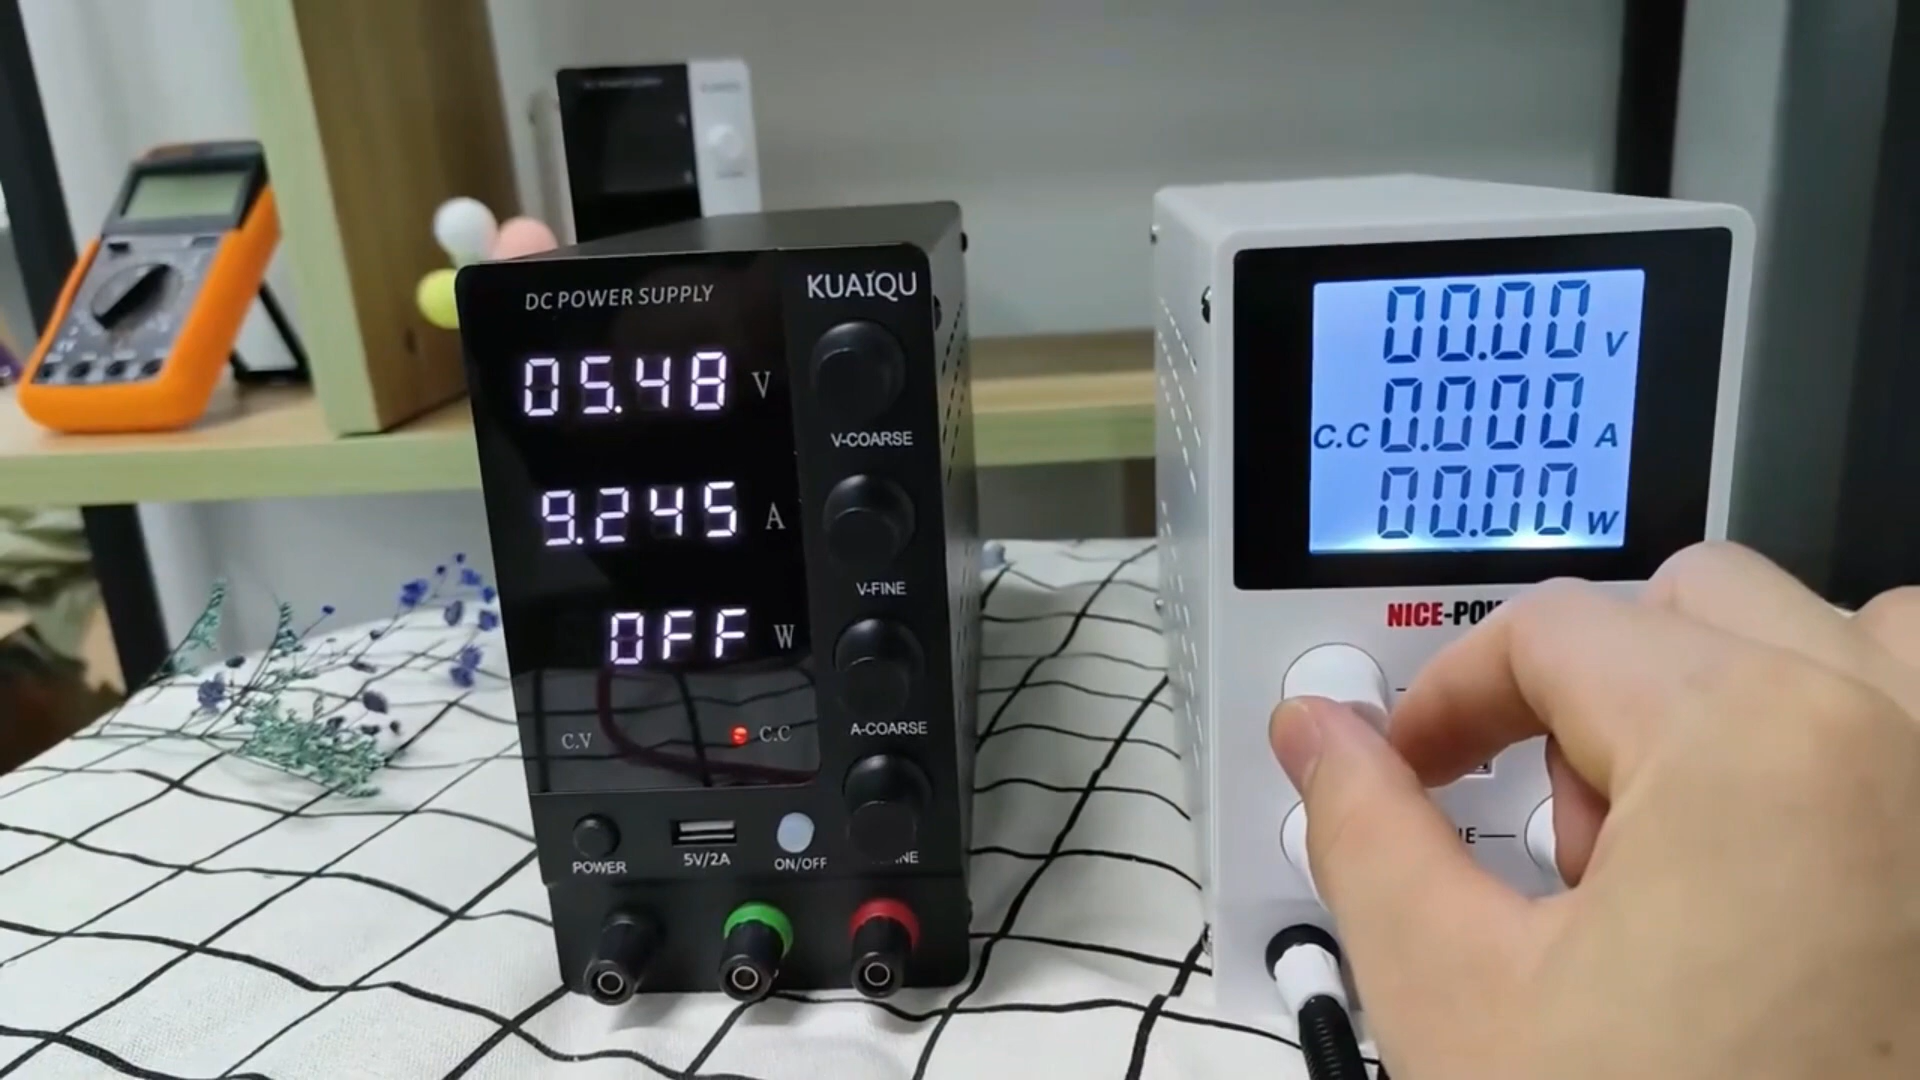 DC POWER SUPPLY
KUAIQU
05.48 V
V-COARSE
9.245 A
V-FINE
OFF W
A-COARSE
C.V
C.C
POWER
5V/2A
ON/OFF
00.00 V
C.C 0.000 A
00.00 W
NICE-POW